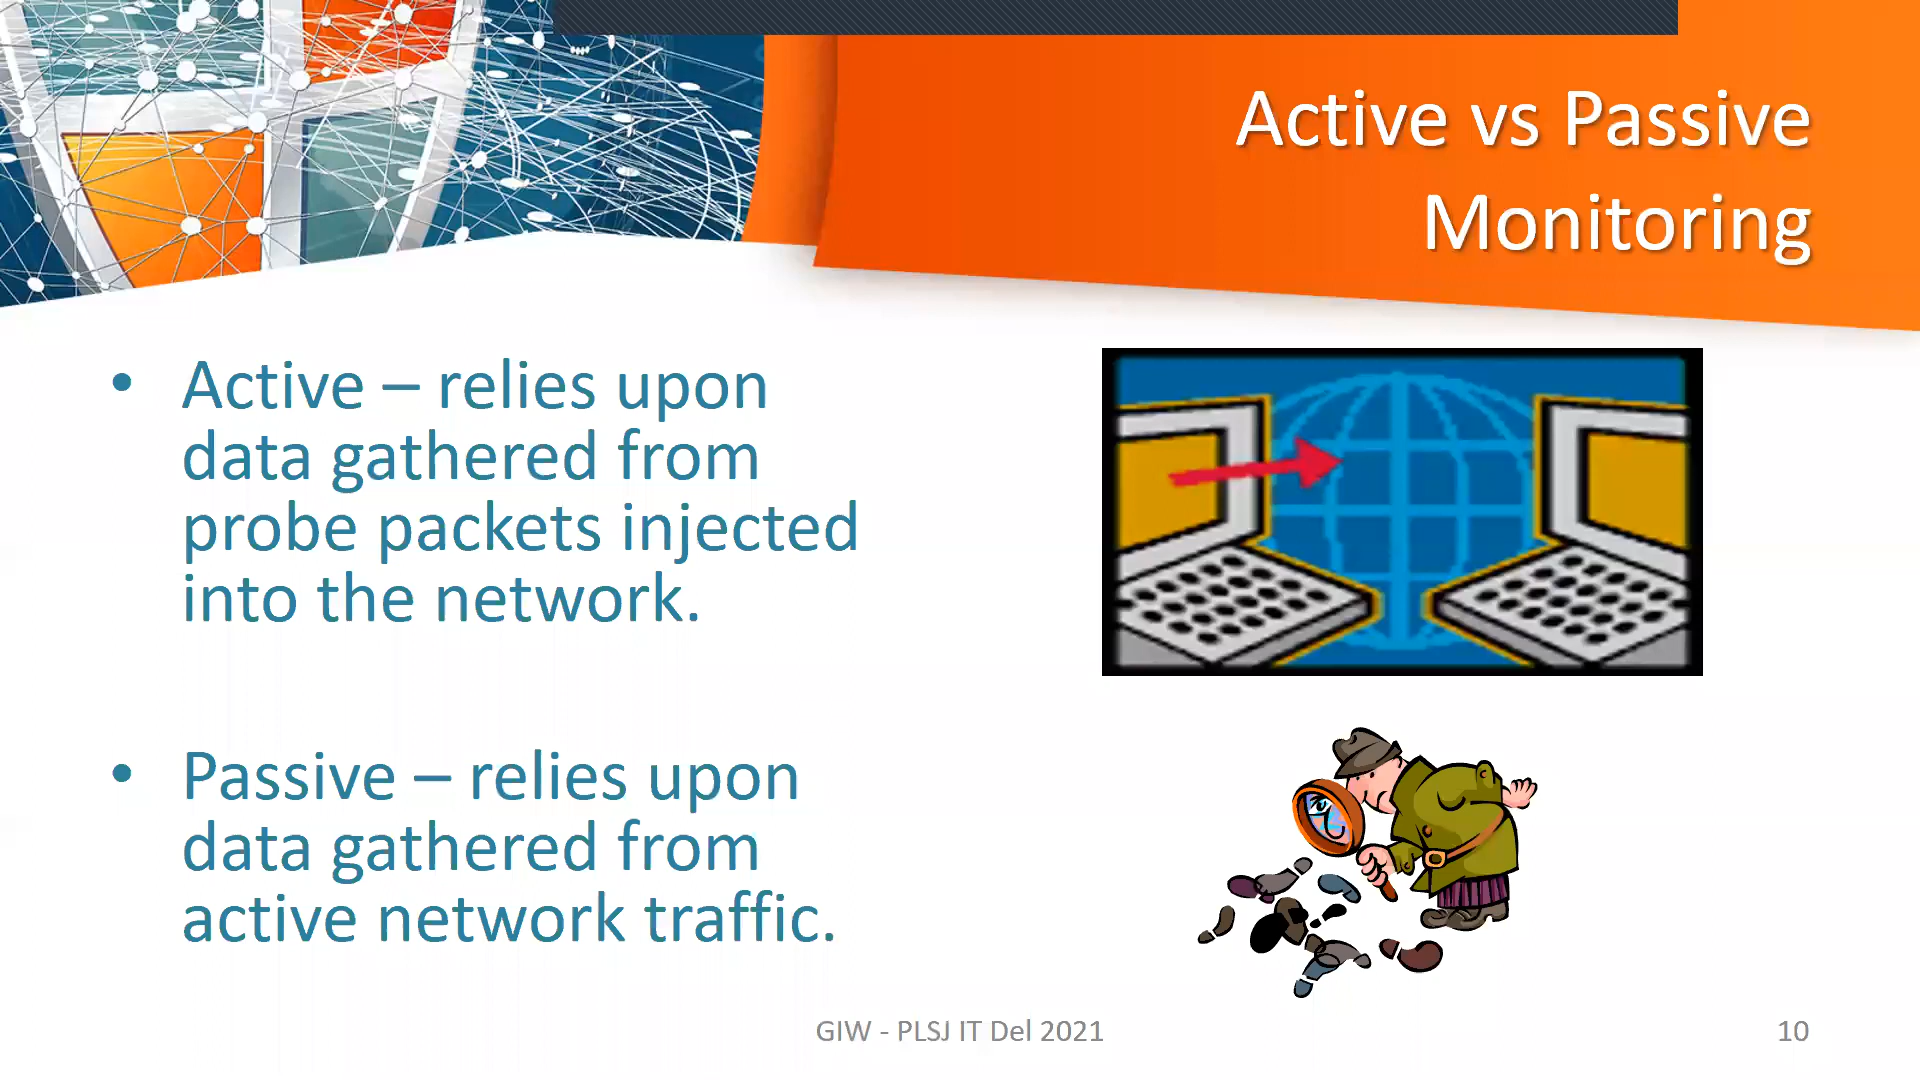 Active vs Passive
Monitoring
• Active – relies upon
data gathered from
probe packets injected
into the network.
• Passive – relies upon
data gathered from
active network traffic.
GIW - PLSJ IT Del 2021
10